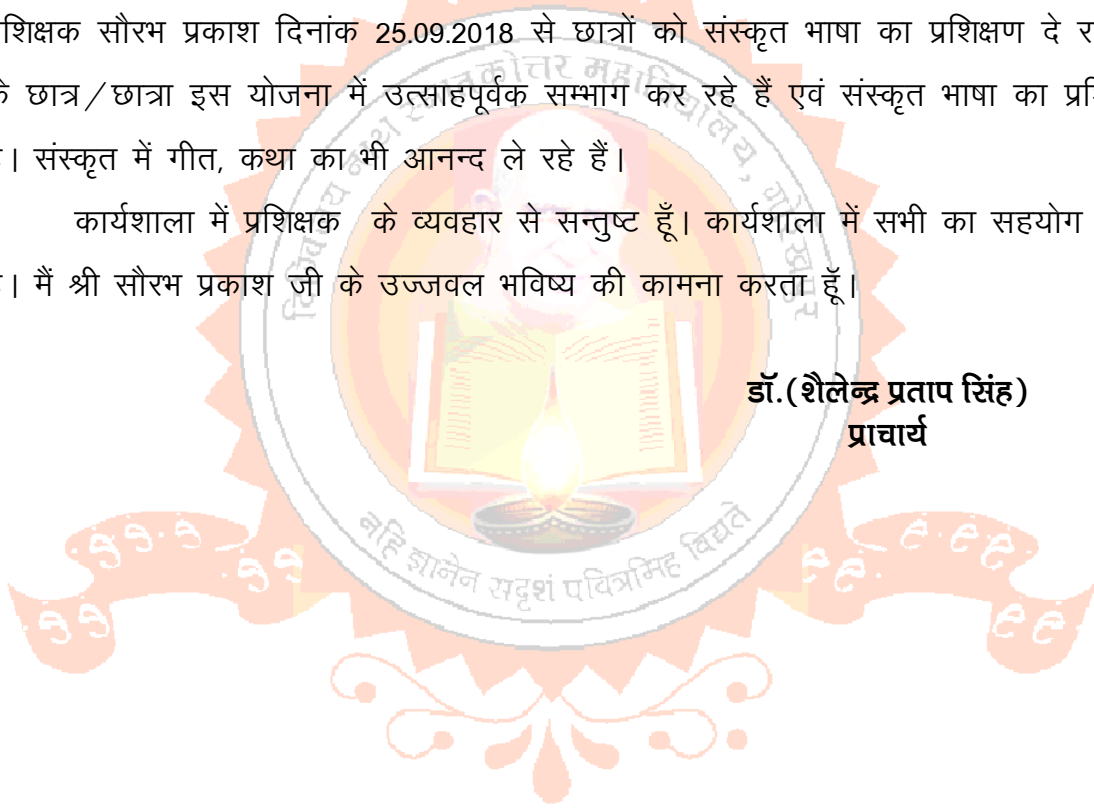 शिक्षक सौरभ प्रकाश दिनांक 25.09.2018 से छात्रों को संस्कृत भाषा का प्रशिक्षण दे
के छात्र/छात्रा इस योजना में उत्साहपूर्वक सम्भाग कर रहे हैं एवं संस्कृत भाषा का
है। संस्कृत में गीत, कथा का भी आनन्द ले रहे हैं।
कार्यशाला में प्रशिक्षक के व्यवहार से सन्तुष्ट हूँ। कार्यशाला में सभी का सहयोग
है। मैं श्री सौरभ प्रकाश जी के उज्जवल भविष्य की कामना करता हूॅ।
डॉ.(शैलेन्द्र प्रताप सिंह)
प्राचार्य
नहि ज्ञानेन सदृशं पवित्रमिह विद्यते